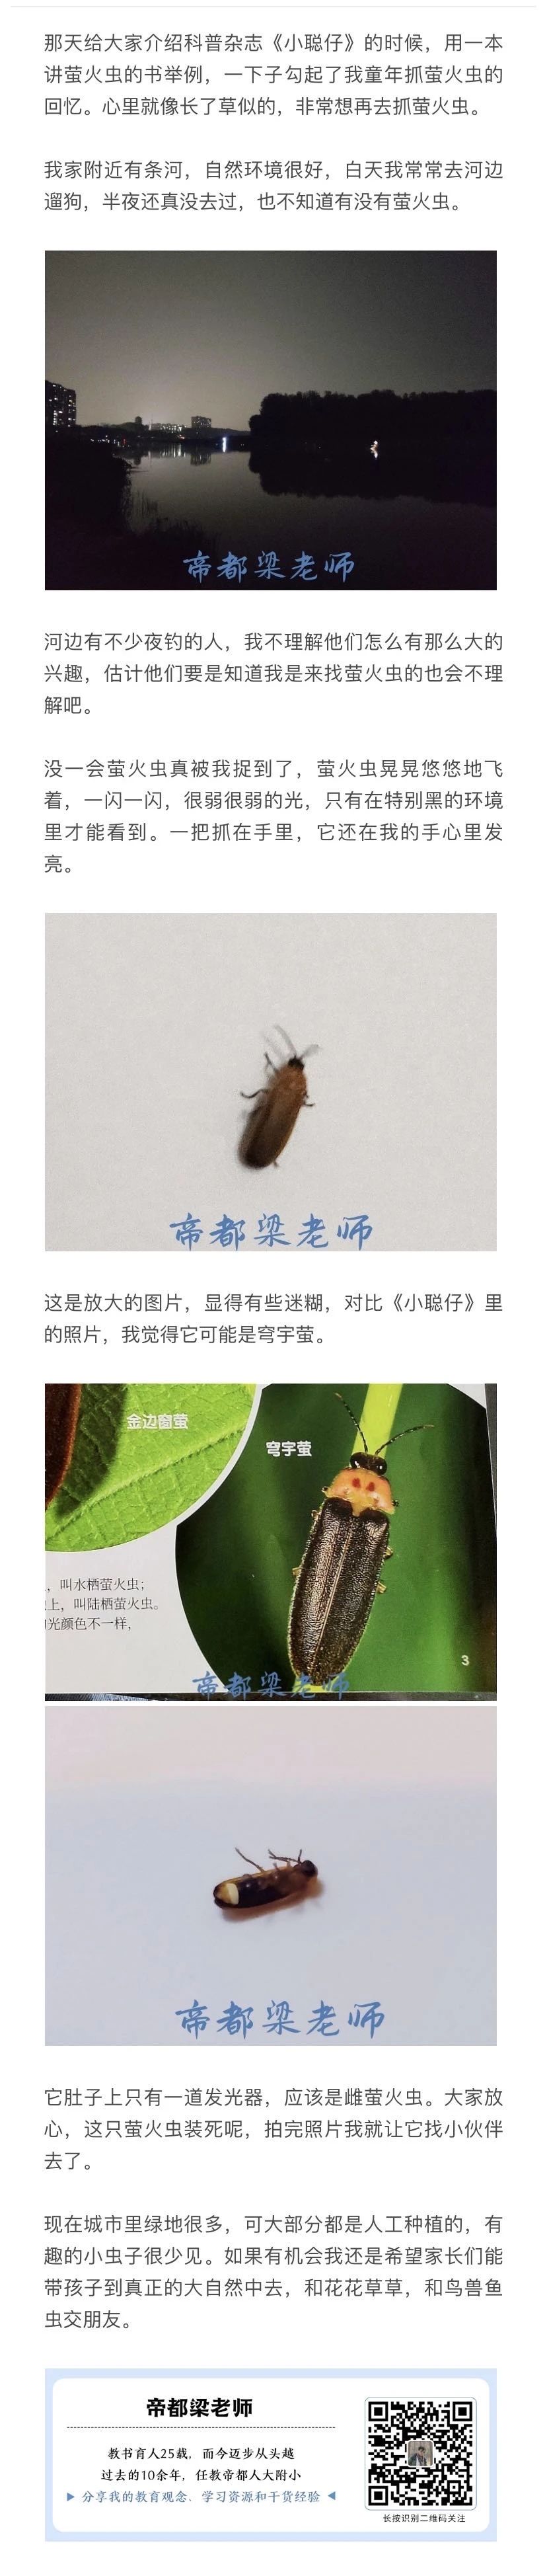 那天给大家介绍科普杂志《小聪仔》的时候，用一本
讲萤火虫的书举例，一下子勾起了我童年抓萤火虫的
回忆。心里就像长了草似的，非常想再去抓萤火虫。
我家附近有条河，自然环境很好，白天我常常去河边
遛狗，半夜还真没去过，也不知道有没有萤火虫。
帝都梁老师
河边有不少夜钓的人，我不理解他们怎么有那么大的
兴趣，估计他们要是知道我是来找萤火虫的也会不理
解吧。
没一会萤火虫真被我捉到了，萤火虫晃晃悠悠地飞
着，一闪一闪，很弱很弱的光，只有在特别黑的环境
里才能看到。一把抓在手里，它还在我的手心里发
亮。
帝都梁老师
这是放大的图片，显得有些迷糊，对比《小聪仔》里
的照片，我觉得它可能是穹宇萤。
金边窗萤
穹宇萤
，叫水栖萤火虫；
上，叫陆栖萤火虫。
光颜色不一样，
3
帝都梁老师
帝都梁老师
它肚子上只有一道发光器，应该是雌萤火虫。大家放
心，这只萤火虫装死呢，拍完照片我就让它找小伙伴
去了。
现在城市里绿地很多，可大部分都是人工种植的，有
趣的小虫子很少见。如果有机会我还是希望家长们能
带孩子到真正的大自然中去，和花花草草，和鸟兽鱼
虫交朋友。
帝都梁老师
教书育人25载，而今迈步从头越
过去的10余年，任教帝都人大附小
▶ 分享我的教育观念、学习资源和干货经验 ◀
长按识别二维码关注